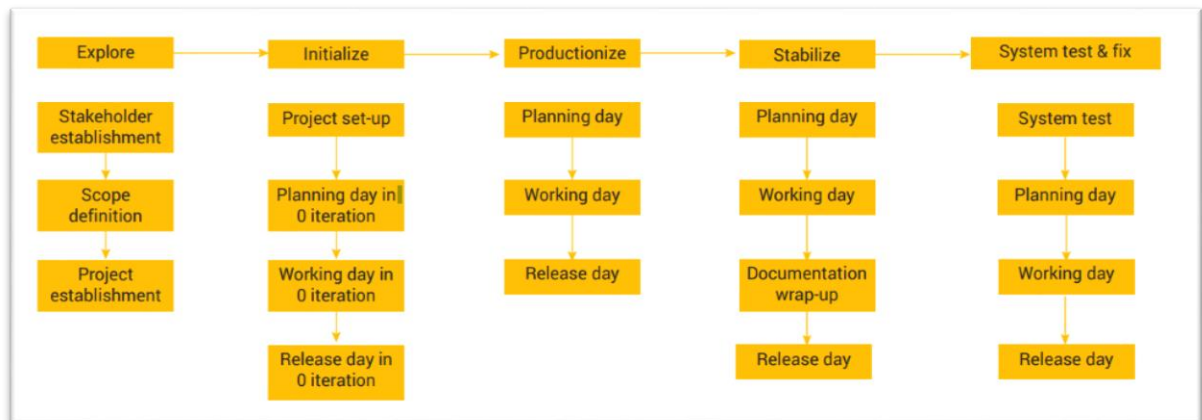 Explore
Initialize
Productionize
Stabilize
System test & fix
Stakeholder
establishment
Scope
definition
Project
establishment
Project set-up
Planning day in
0 iteration
Working day in
0 iteration
Release day in
0 iteration
Planning day
Working day
Release day
Planning day
Working day
Documentation
wrap-up
Release day
System test
Planning day
Working day
Release day